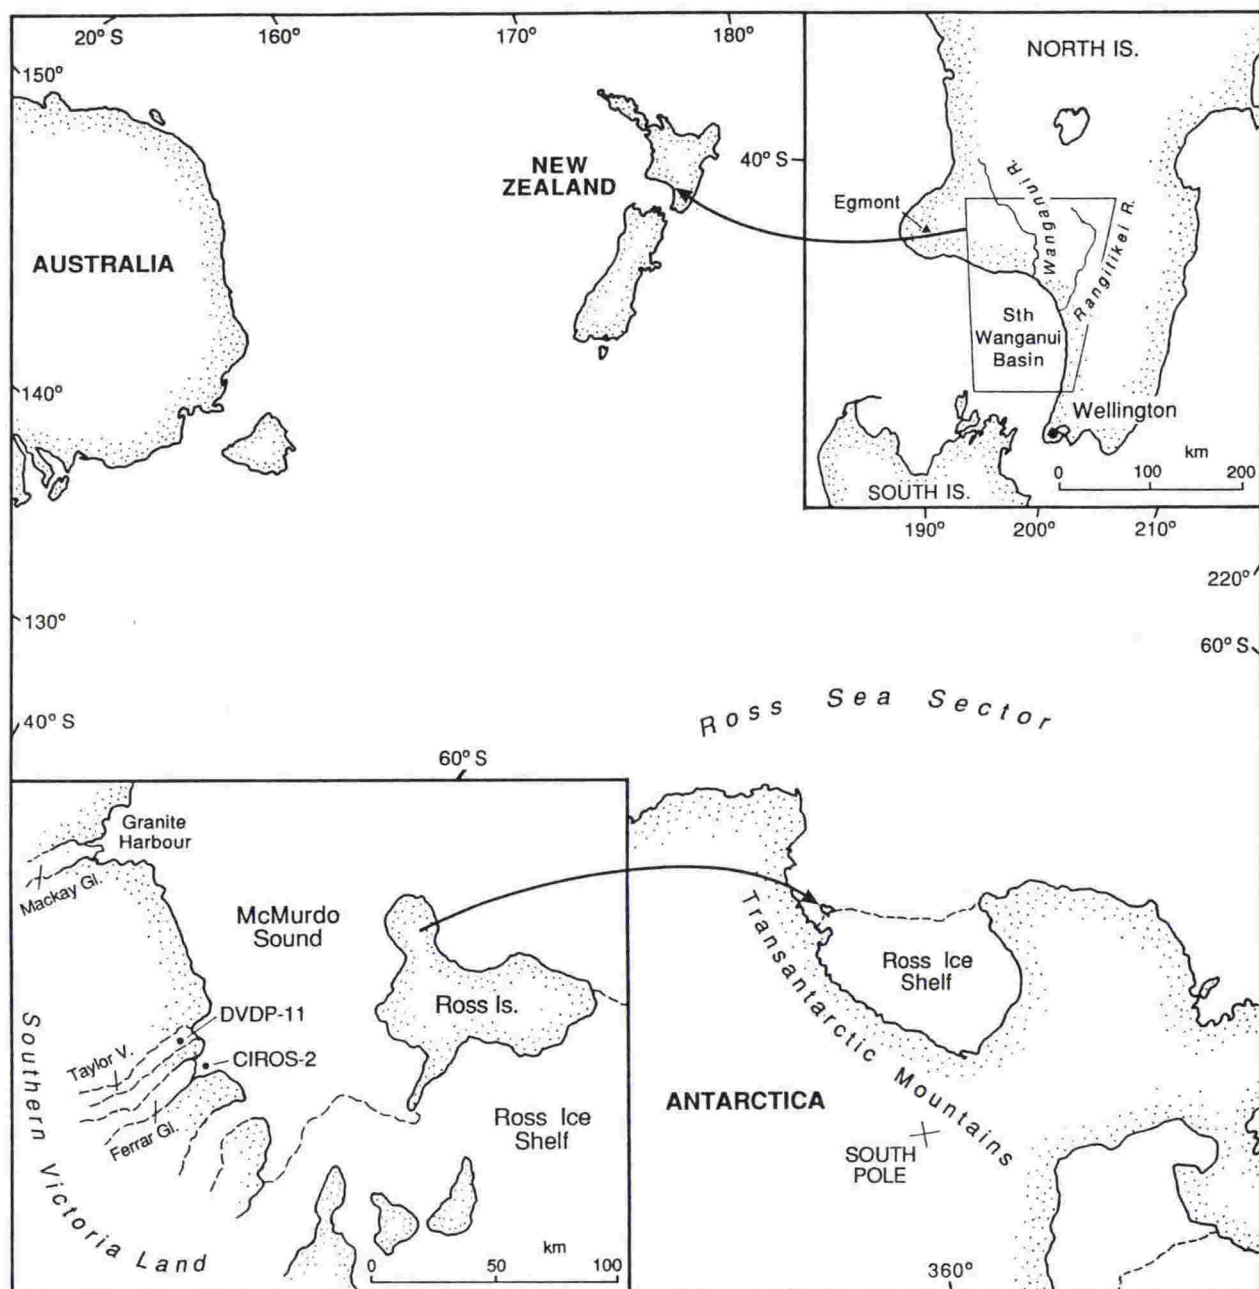 20° S
160°
170°
180°
150°
NORTH IS.
40° S
NEW
ZEALAND
Egmont
Wanganui R.
Rangitikei R.
AUSTRALIA
Sth
Wanganui
Basin
140°
Wellington
km
0 100 200
SOUTH IS.
190°
200°
210°
220°
130°
60° S
Ross Sea Sector
40° S
60° S
Granite
Harbour
Mackay Gl.
McMurdo
Sound
Ross Is.
DVDP-11
Taylor V.
CIROS-2
Ferrar Gl.
Ross Ice
Shelf
Southern Victoria Land
km
0 50 100
Transantarctic Mountains
Ross Ice
Shelf
ANTARCTICA
SOUTH
POLE
360°